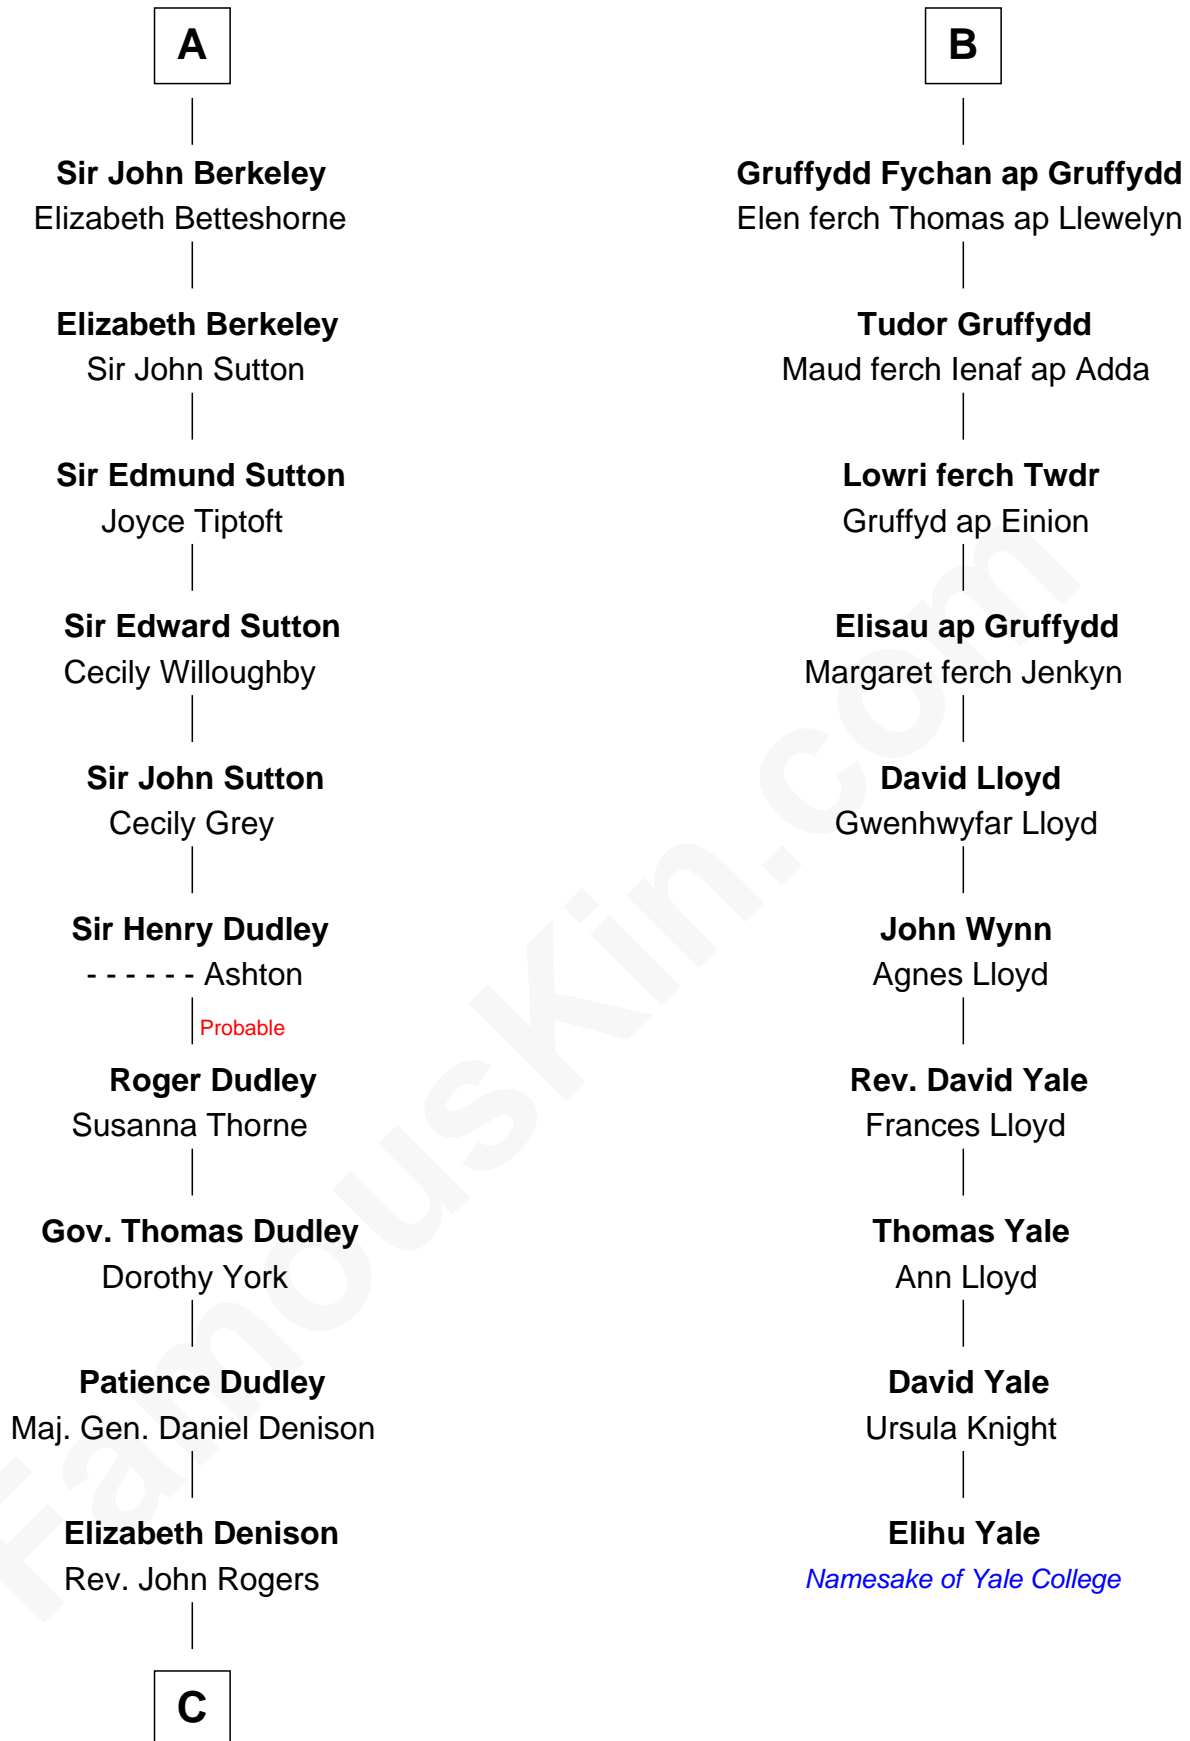 A
Sir John Berkeley
Elizabeth Betteshorne
Elizabeth Berkeley
Sir John Sutton
Sir Edmund Sutton
Joyce Tiptoft
Sir Edward Sutton
Cecily Willoughby
Sir John Sutton
Cecily Grey
Sir Henry Dudley
- - - - - - Ashton
Probable
Roger Dudley
Susanna Thorne
Gov. Thomas Dudley
Dorothy York
Patience Dudley
Maj. Gen. Daniel Denison
Elizabeth Denison
Rev. John Rogers
C
B
Gruffydd Fychan ap Gruffydd
Elen ferch Thomas ap Llewelyn
Tudor Gruffydd
Maud ferch Ienaf ap Adda
Lowri ferch Twdr
Gruffyd ap Einion
Elisau ap Gruffydd
Margaret ferch Jenkyn
David Lloyd
Gwenhwyfar Lloyd
John Wynn
Agnes Lloyd
Rev. David Yale
Frances Lloyd
Thomas Yale
Ann Lloyd
David Yale
Ursula Knight
Elihu Yale
Namesake of Yale College
FamousKin.com